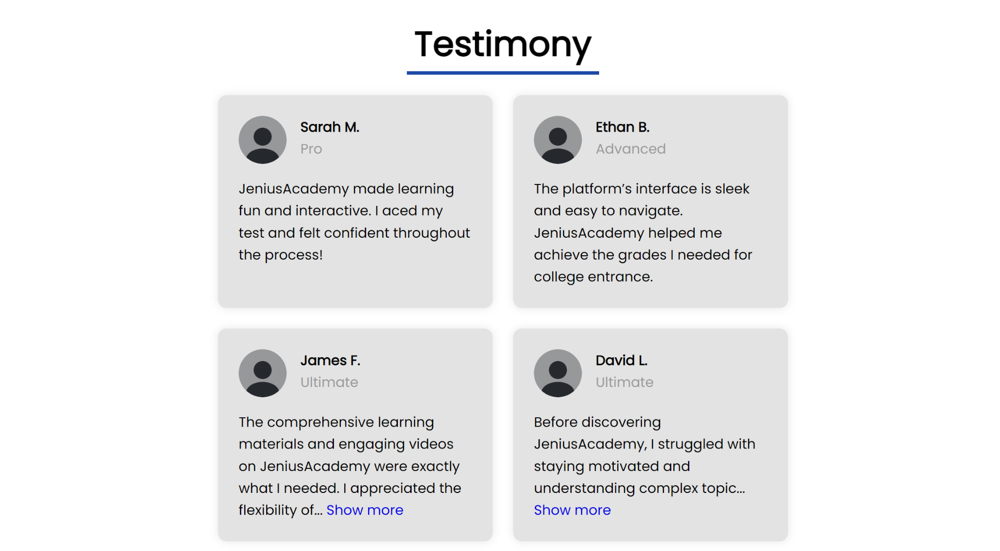 Testimony
Sarah M.
Pro
JeniusAcademy made learning
fun and interactive. I aced my
test and felt confident throughout
the process!
Ethan B.
Advanced
The platform’s interface is sleek
and easy to navigate.
JeniusAcademy helped me
achieve the grades I needed for
college entrance.
James F.
Ultimate
The comprehensive learning
materials and engaging videos
on JeniusAcademy were exactly
what I needed. I appreciated the
flexibility of... Show more
David L.
Ultimate
Before discovering
JeniusAcademy, I struggled with
staying motivated and
understanding complex topic...
Show more